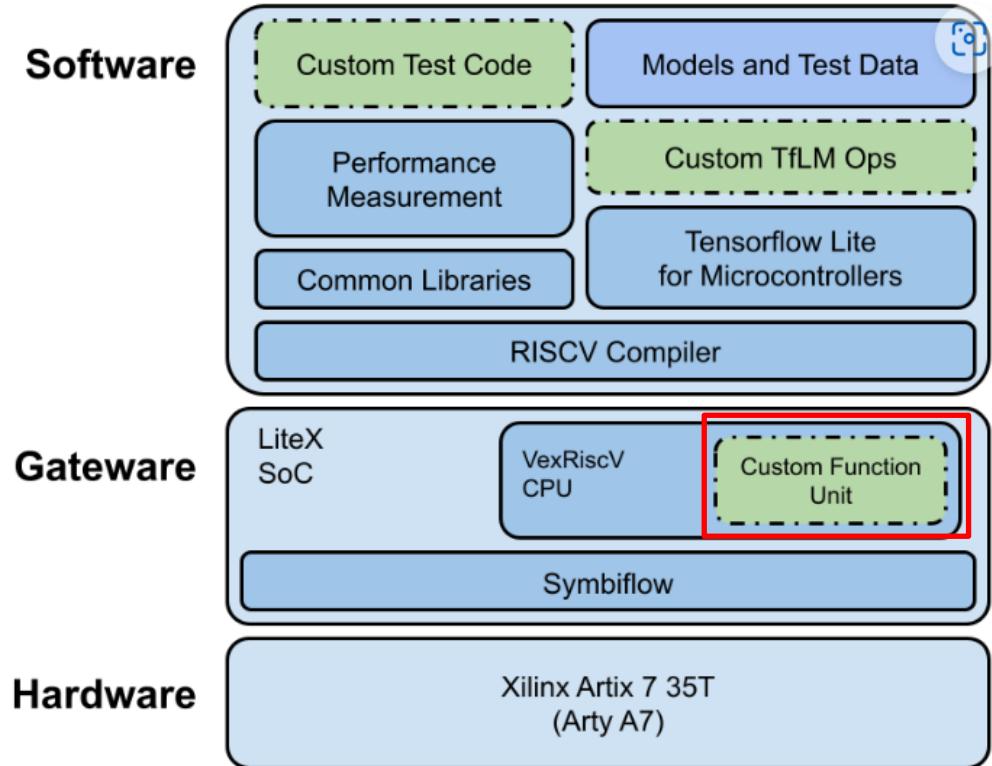 Software
Custom Test Code
Models and Test Data
Performance
Measurement
Custom TfLM Ops
Common Libraries
Tensorflow Lite
for Microcontrollers
RISCV Compiler
Gateware
LiteX
SoC
VexRiscV
CPU
Custom Function
Unit
Symbiflow
Hardware
Xilinx Artix 7 35T
(Arty A7)